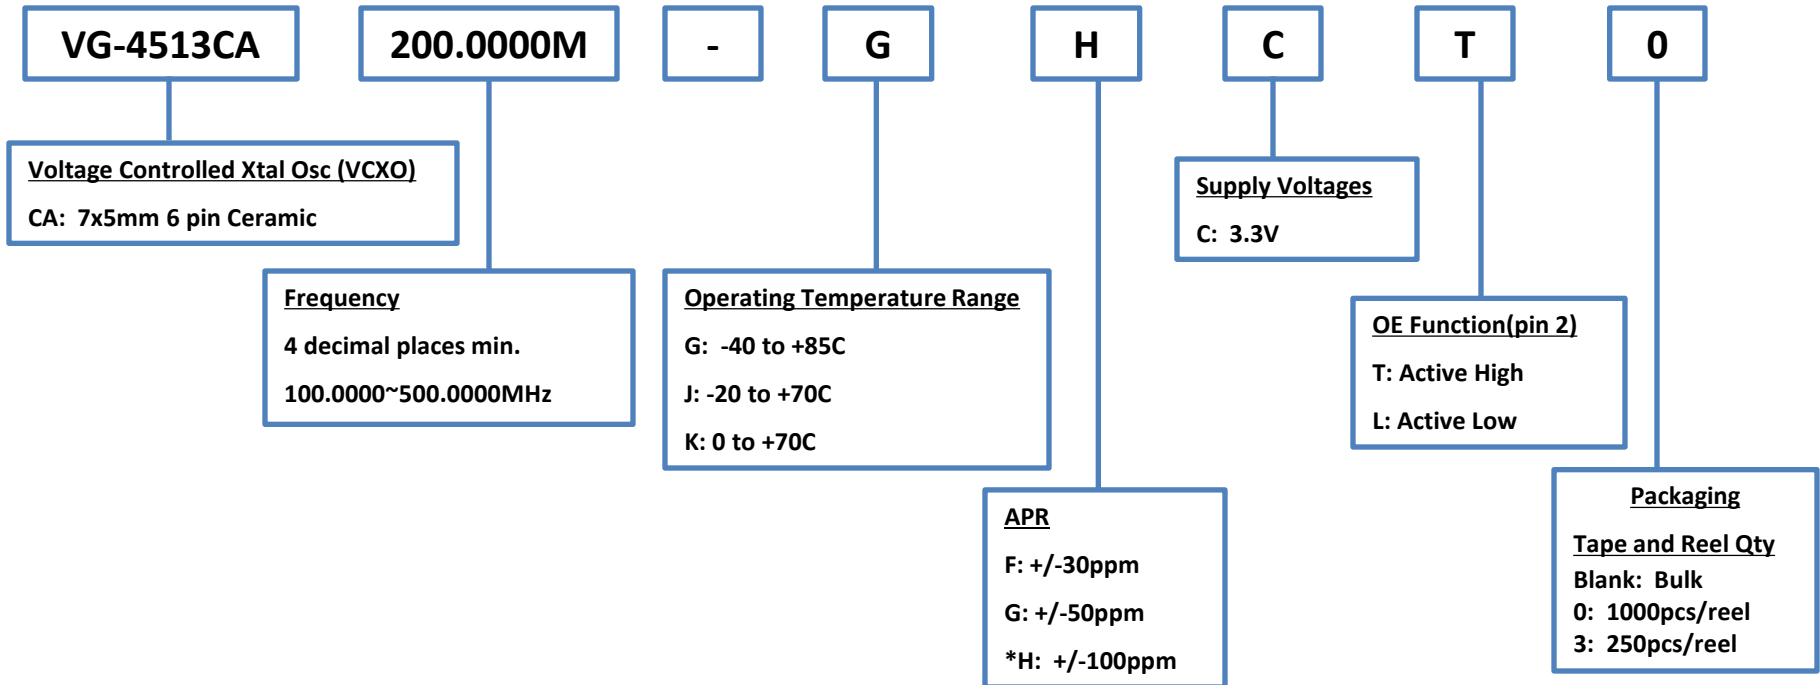 VG-4513CA 200.0000M - G H C T 0
Voltage Controlled Xtal Osc (VCXO)
CA: 7x5mm 6 pin Ceramic
Frequency
4 decimal places min.
100.0000~500.0000MHz
Operating Temperature Range
G: -40 to +85C
J: -20 to +70C
K: 0 to +70C
APR
F: +/-30ppm
G: +/-50ppm
*H: +/-100ppm
Supply Voltages
C: 3.3V
OE Function(pin 2)
T: Active High
L: Active Low
Packaging
Tape and Reel Qty
Blank: Bulk
0: 1000pcs/reel
3: 250pcs/reel